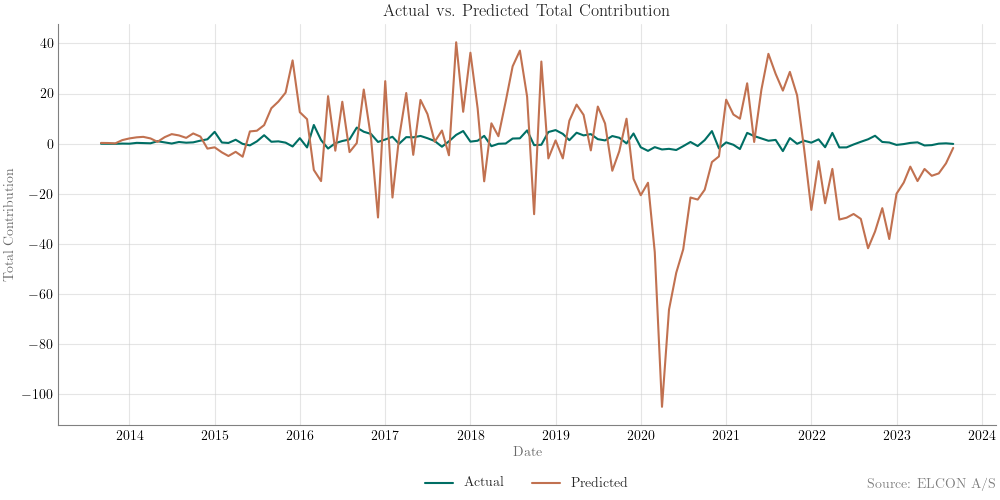 Actual vs. Predicted Total Contribution
Total Contribution
40
20
0
−20
−40
−60
−80
−100
2014 2015 2016 2017 2018 2019 2020 2021 2022 2023 2024
Date
Actual Predicted
Source: ELCON A/S